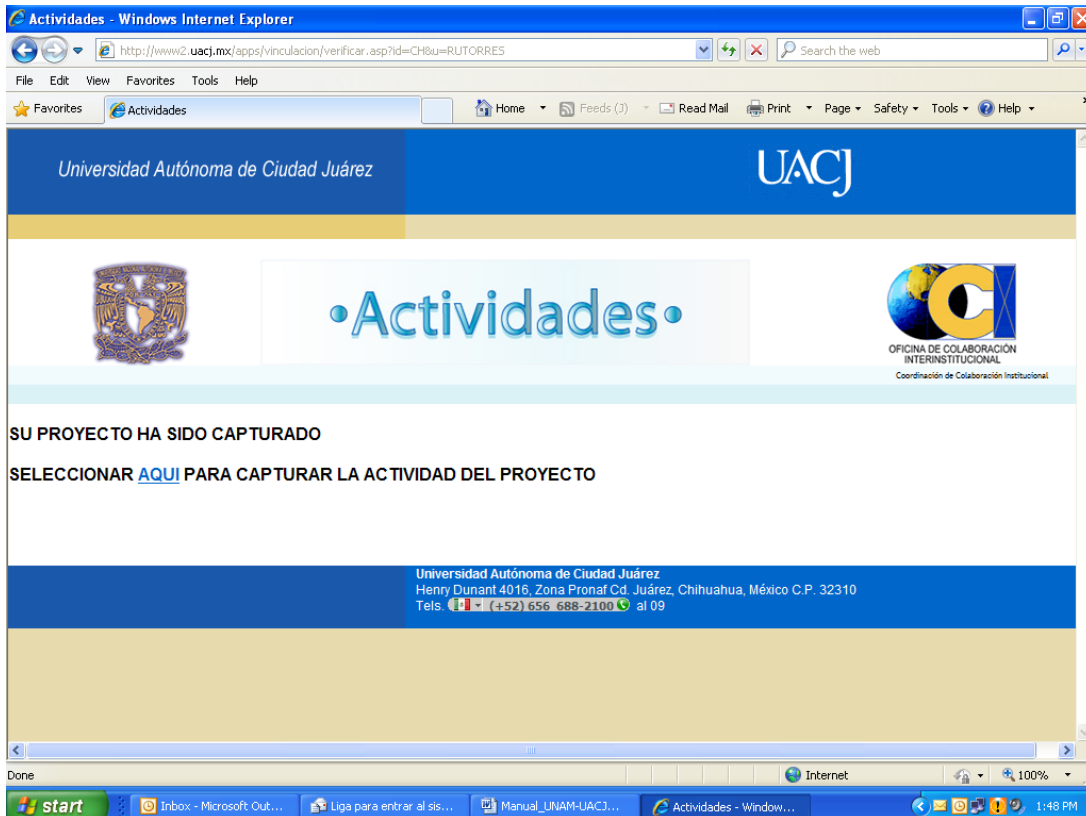 Actividades - Windows Internet Explorer
http://www2.uacj.mx/apps/vinculacion/verificar.asp?id=CH&u=RUTORRES
Search the web
File Edit View Favorites Tools Help
Favorites
Actividades
Home
Feeds (J)
Read Mail
Print
Page
Safety
Tools
Help
Universidad Autónoma de Ciudad Juárez
UACJ
•Actividades•
CCI
OFICINA DE COLABORACIÓN
INTERINSTITUCIONAL
Coordinación de Colaboración Institucional
SU PROYECTO HA SIDO CAPTURADO
SELECCIONAR AQUI PARA CAPTURAR LA ACTIVIDAD DEL PROYECTO
Universidad Autónoma de Ciudad Juárez
Henry Dunant 4016, Zona Pronaf Cd. Juárez, Chihuahua, México C.P. 32310
Tels. (+52) 656 688-2100 al 09
Done
Internet
100%
start
Inbox - Microsoft Out...
Liga para entrar al sis...
Manual_UNAM-UACJ...
Actividades - Window...
1:48 PM